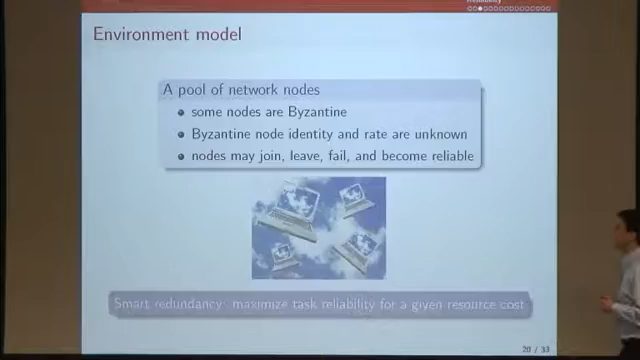 Reliability
Environment model
A pool of network nodes
some nodes are Byzantine
Byzantine node identity and rate are unknown
nodes may join, leave, fail, and become reliable
Smart redundancy: maximize task reliability for a given resource cost
20 / 33